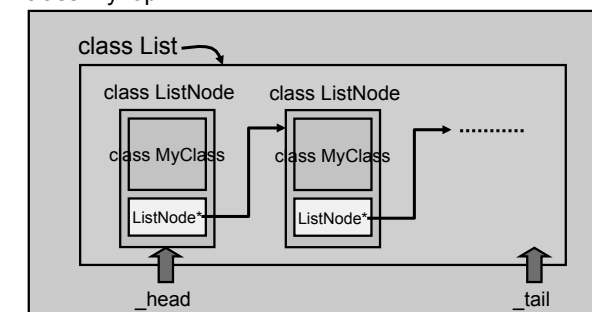 class List
class ListNode
class ListNode
class MyClass
class MyClass
ListNode*
ListNode*
_head
_tail